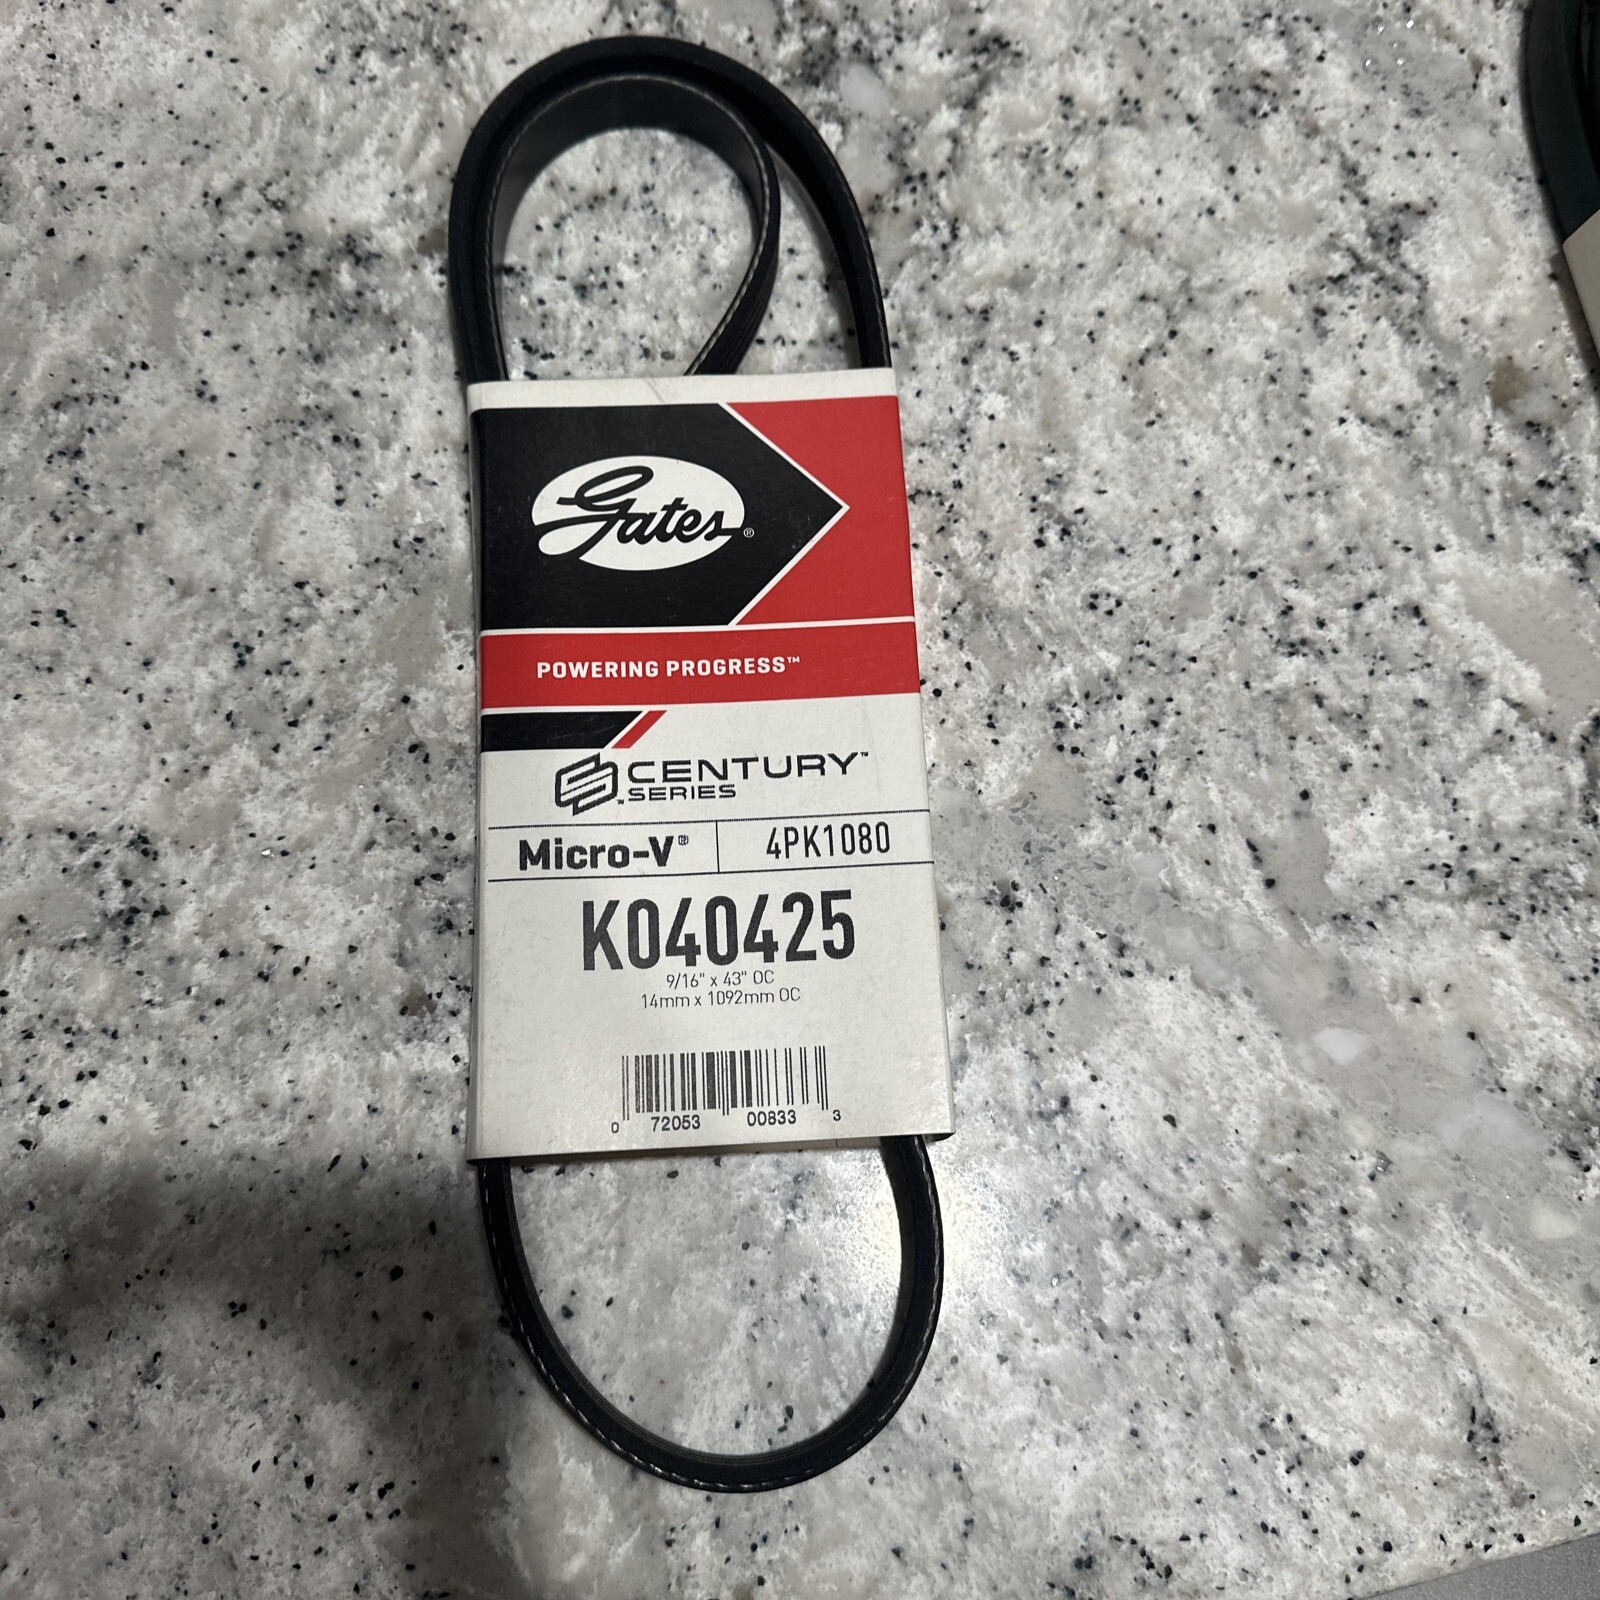 Gates®
POWERING PROGRESS™
CENTURY™
SERIES
Micro-V® 4PK1080
K040425
9/16" x 43" OC
14mm x 1092mm OC
0 72053 00833 3